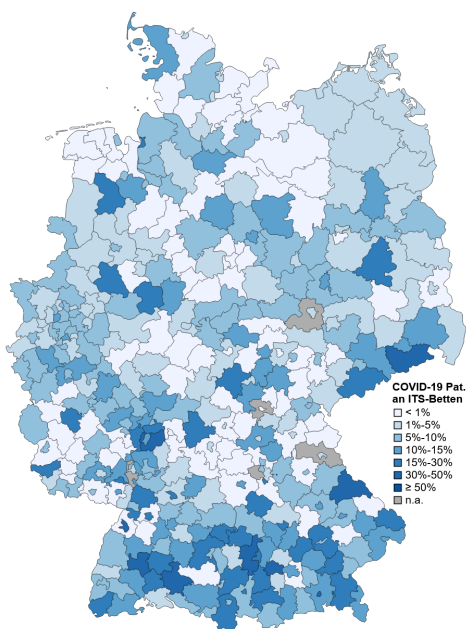 COVID-19 Pat.
an ITS-Betten
< 1%
1%-5%
5%-10%
10%-15%
15%-30%
30%-50%
≥ 50%
n.a.